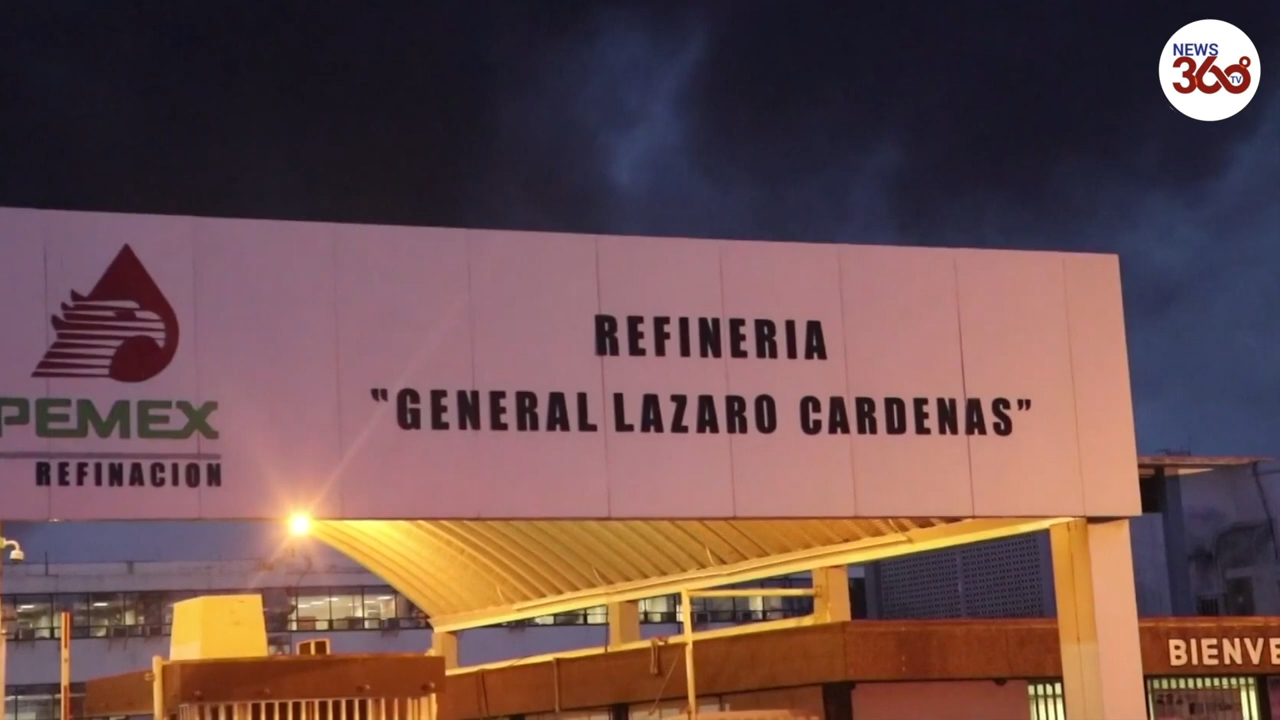 NEWS
360°
TV
REFINERIA
"GENERAL LAZARO CARDENAS"
PEMEX
REFINACION
BIENVE